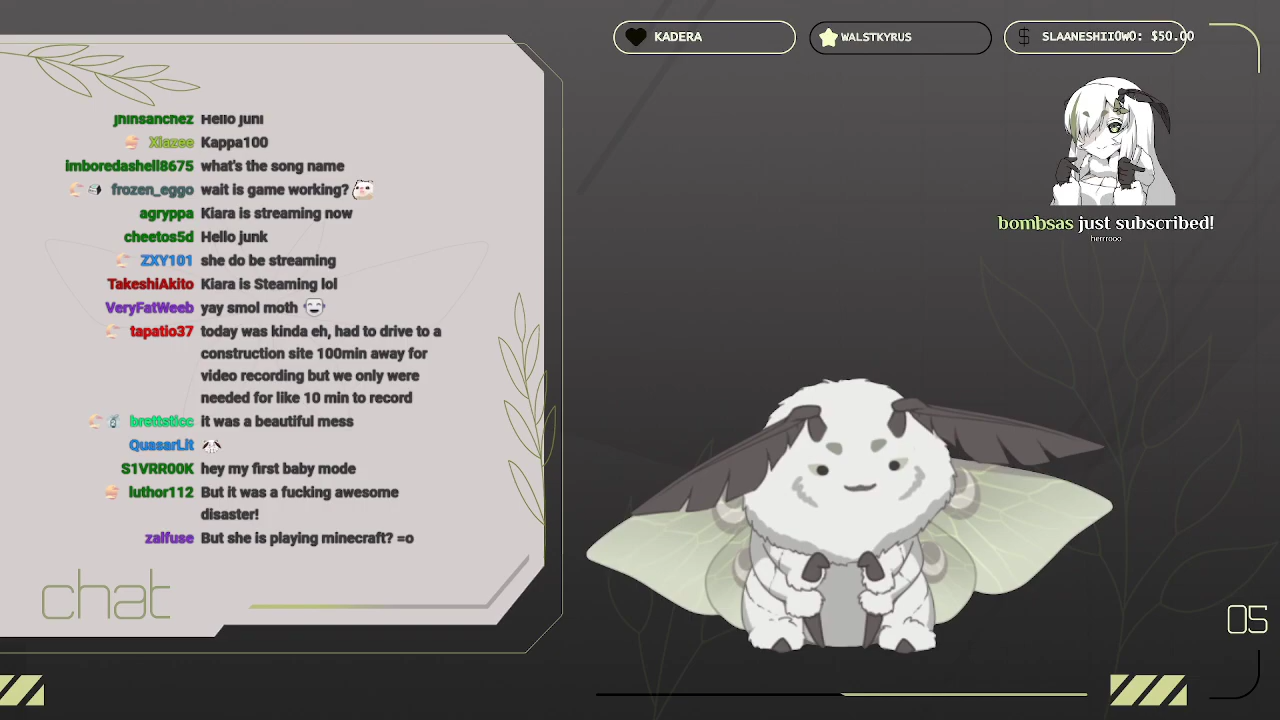 KADERA
WALSTKYRUS
SLAANESHII0W0: $50.00
bombsas just subscribed!
herrrooo
jhinsanchez Hello juni
Xiazee Kappa100
imboredashell8675 what's the song name
frozen_eggo wait is game working?
agryppa Kiara is streaming now
cheetos5d Hello junk
ZXY101 she do be streaming
TakeshiAkito Kiara is Steaming lol
VeryFatWeeb yay smol moth
tapatio37 today was kinda eh, had to drive to a
construction site 100min away for
video recording but we only were
needed for like 10 min to record
brettsticc it was a beautiful mess
QuasarLit
S1VRR00K hey my first baby mode
luthor112 But it was a fucking awesome
disaster!
zalfuse But she is playing minecraft? =o
chat
05